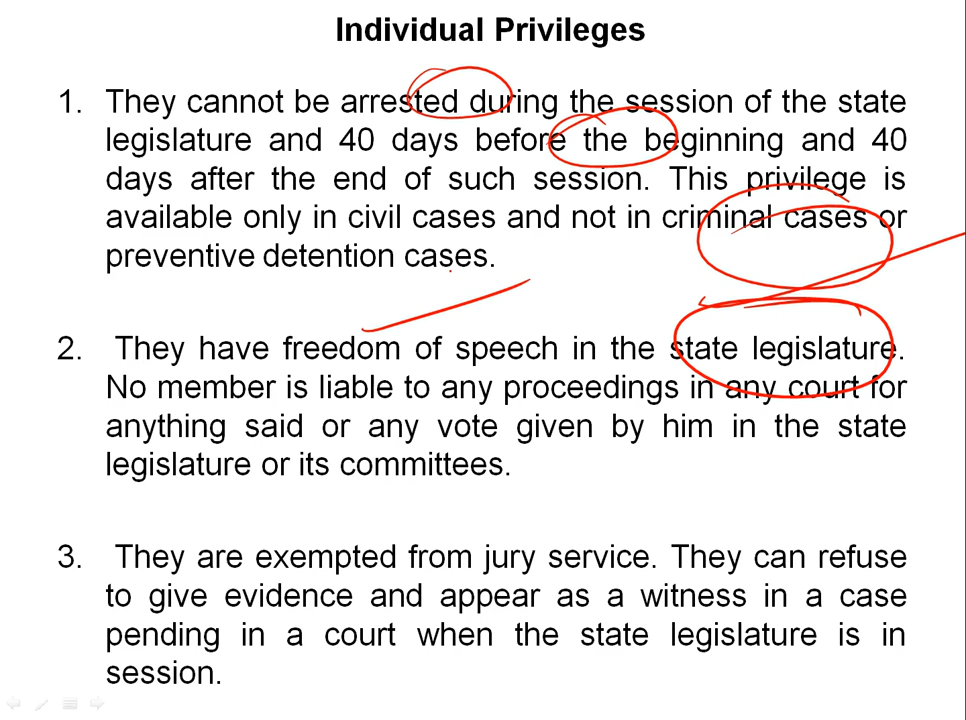 Individual Privileges
1. They cannot be arrested during the session of the state
legislature and 40 days before the beginning and 40
days after the end of such session. This privilege is
available only in civil cases and not in criminal cases or
preventive detention cases.
2. They have freedom of speech in the state legislature.
No member is liable to any proceedings in any court for
anything said or any vote given by him in the state
legislature or its committees.
3. They are exempted from jury service. They can refuse
to give evidence and appear as a witness in a case
pending in a court when the state legislature is in
session.